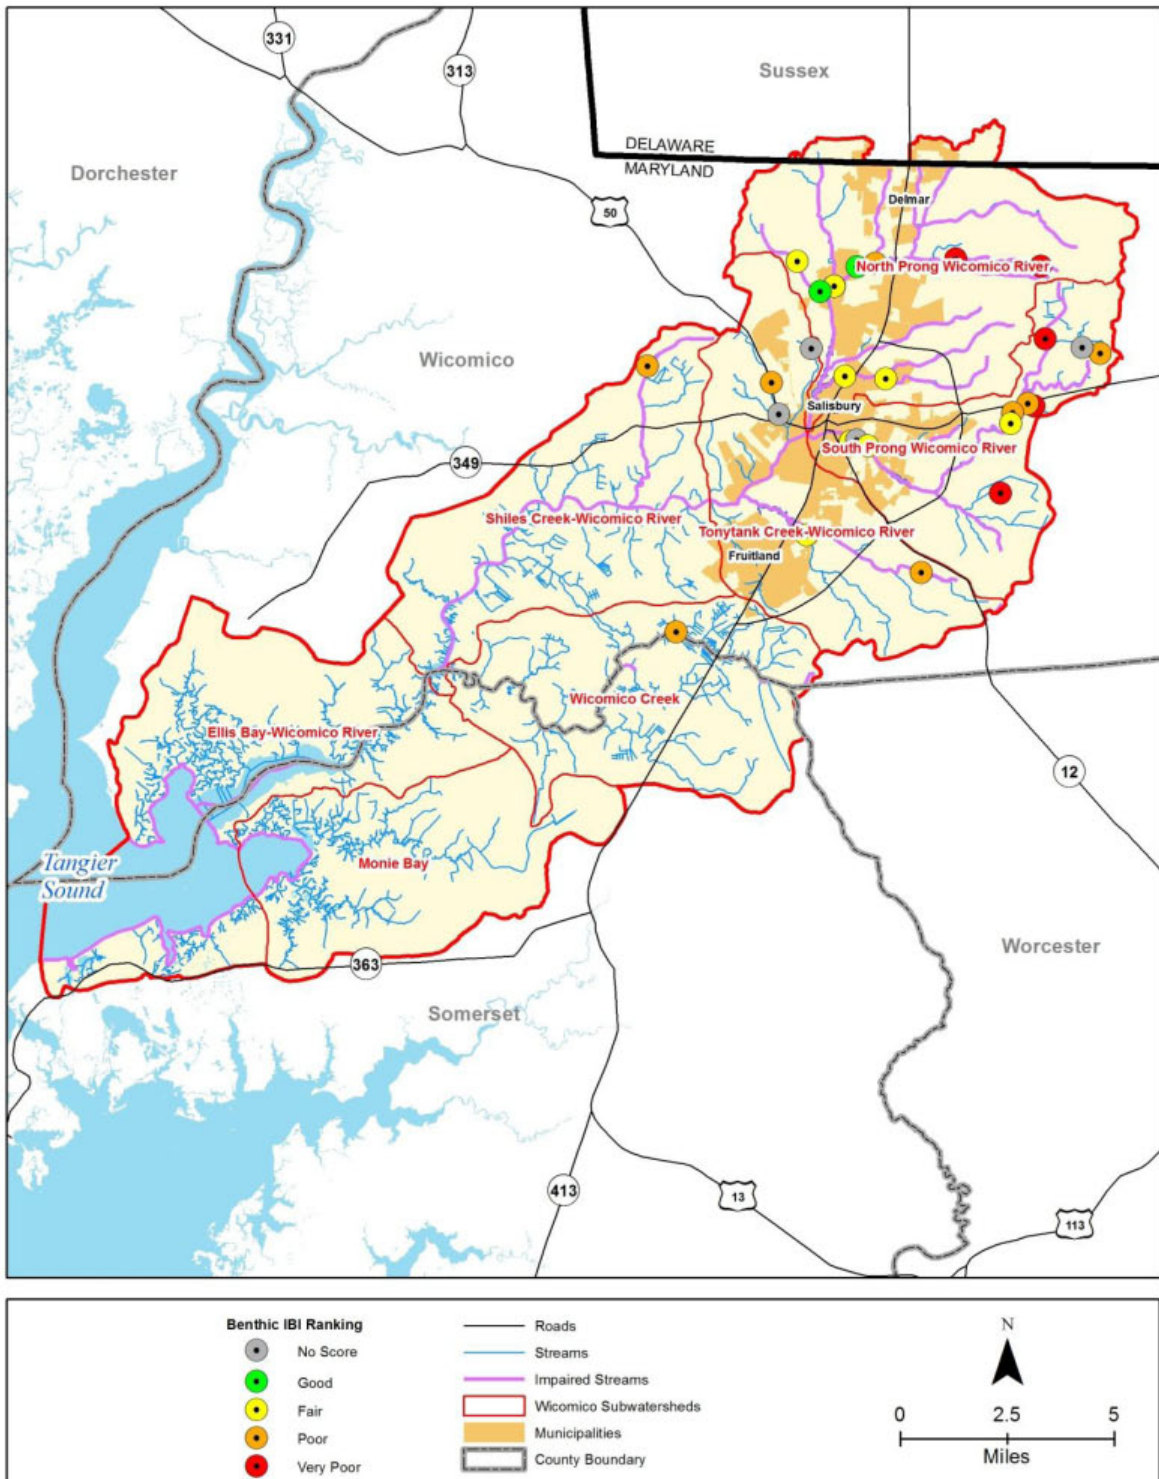 331
313
Sussex
DELAWARE
MARYLAND
Dorchester
50
Delmar
North Prong Wicomico River
Wicomico
Salisbury
South Prong Wicomico River
349
Shiles Creek-Wicomico River
Tonytank Creek-Wicomico River
Fruitland
Wicomico Creek
Ellis Bay-Wicomico River
12
Tangier
Sound
Monie Bay
Worcester
363
Somerset
413
13
113
Benthic IBI Ranking
No Score
Good
Fair
Poor
Very Poor
Roads
Streams
Impaired Streams
Wicomico Subwatersheds
Municipalities
County Boundary
N
0 2.5 5
Miles